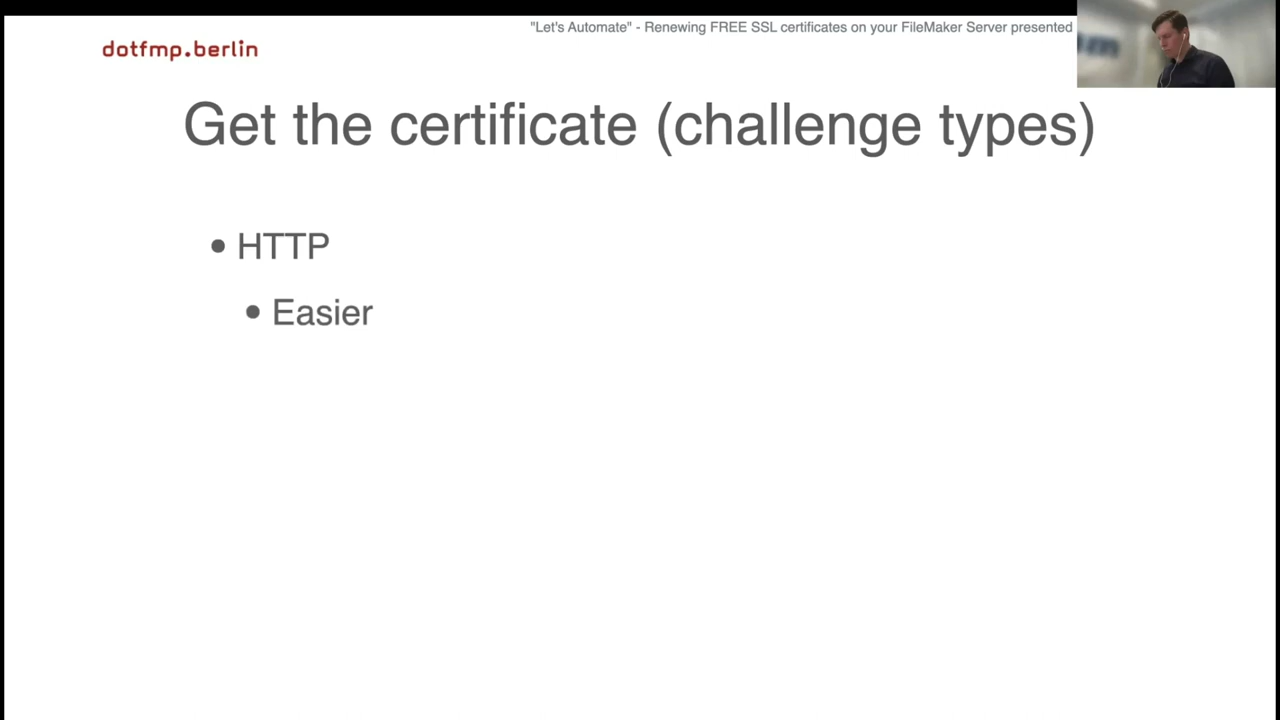 "Let's Automate" - Renewing FREE SSL certificates on your FileMaker Server presented
dotfmp.berlin
Get the certificate (challenge types)
• HTTP
• Easier